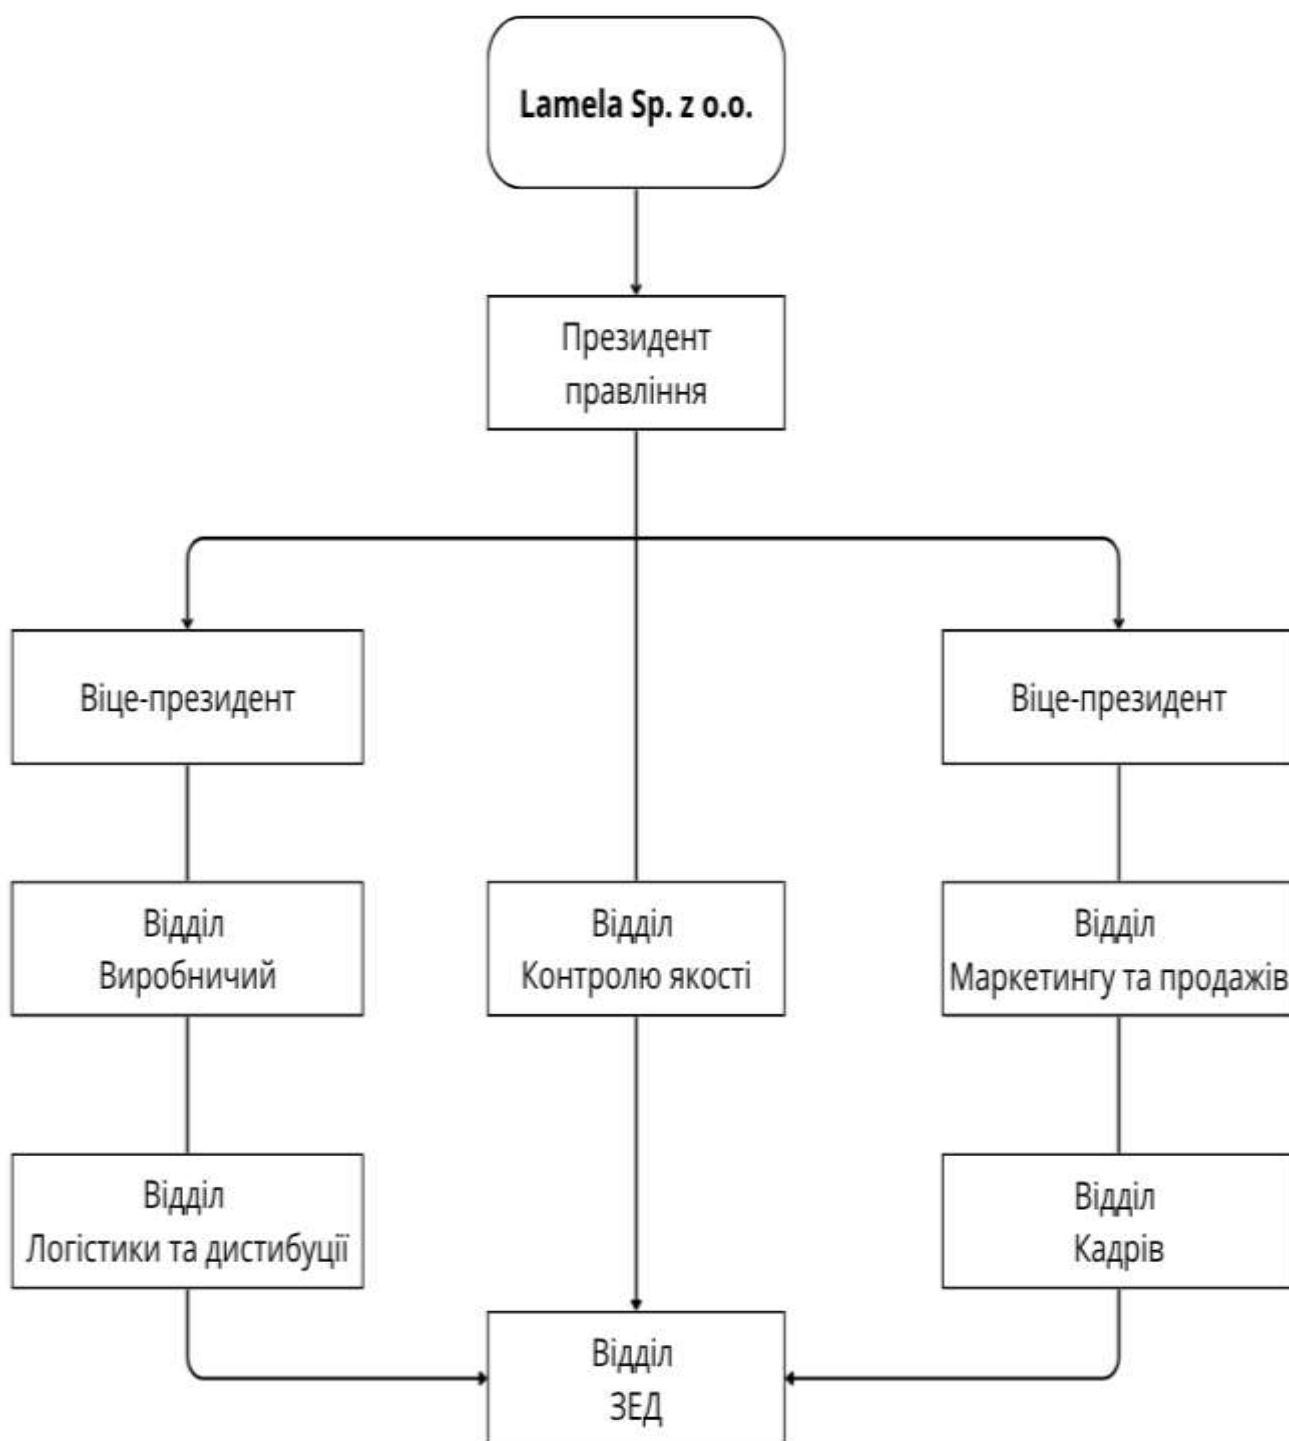 Lamela Sp. z o.o.
Президент
правління
Віце-президент
Віце-президент
Відділ
Виробничий
Відділ
Контролю якості
Відділ
Маркетингу та продажів
Відділ
Логістики та дистибуції
Відділ
Кадрів
Відділ
ЗЕД